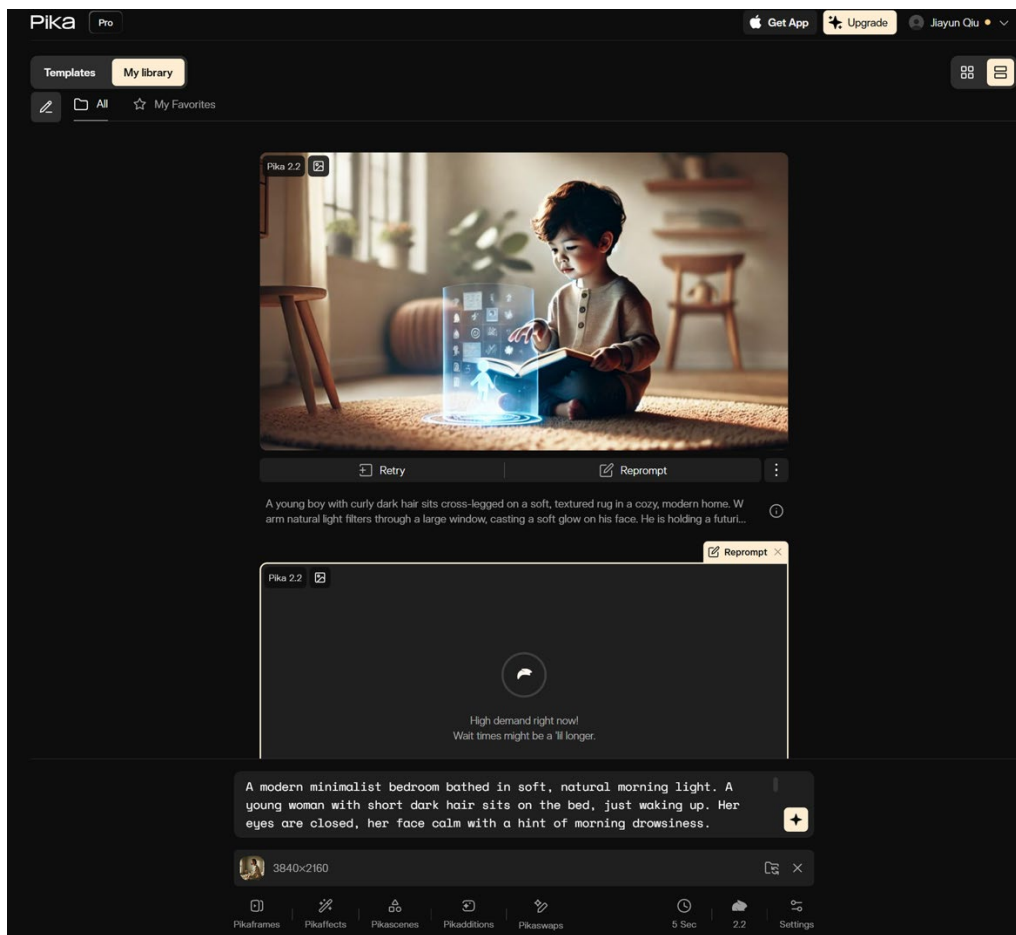 Pika Pro Get App Upgrade Jiayun Qiu
Templates My library
All My Favorites
Pika 2.2
Retry Reprompt
A young boy with curly dark hair sits cross-legged on a soft, textured rug in a cozy, modern home. W
arm natural light filters through a large window, casting a soft glow on his face. He is holding a futuri...
Reprompt
Pika 2.2
High demand right now!
Wait times might be a 'lil longer.
A modern minimalist bedroom bathed in soft, natural morning light. A
young woman with short dark hair sits on the bed, just waking up. Her
eyes are closed, her face calm with a hint of morning drowsiness.
3840×2160
Pikaframes Pikaffects Pikascenes Pikadditions Pikaswaps 5 Sec 2.2 Settings